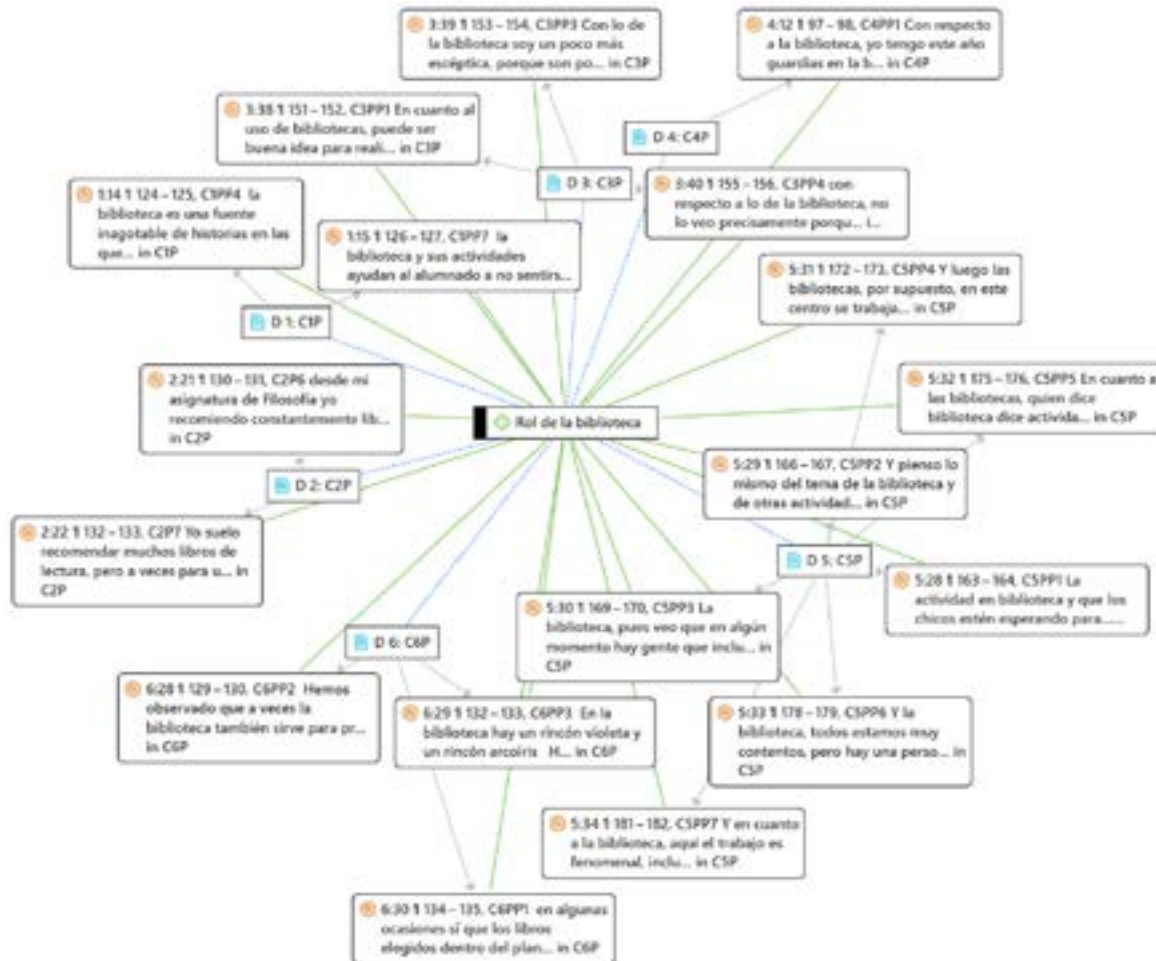 3:39 ¶ 153 – 154, C3PP3 Con lo de
la biblioteca soy un poco más
escéptica, porque son po... in C3P
4:12 ¶ 97 – 98, C4PP1 Con respecto
a la biblioteca, yo tengo este año
guardias en la b... in C4P
3:38 ¶ 151 – 152, C3PP1 En cuanto al
uso de bibliotecas, puede ser
buena idea para reali... in C3P
D 4: C4P
D 3: C3P
3:40 ¶ 155 – 156, C3PP4 con
respecto a lo de la biblioteca, no
lo veo precisamente porqu... i...
1:14 ¶ 124 – 125, C1PP4 la
biblioteca es una fuente
inagotable de historias en las
que... in C1P
1:15 ¶ 126 – 127, C1PP7 la
biblioteca y sus actividades
ayudan al alumnado a no sentirs...
5:31 ¶ 172 – 173, C5PP4 Y luego las
bibliotecas, por supuesto, en este
centro se trabaja... in C5P
D 1: C1P
2:21 ¶ 130 – 131, C2P6 desde mi
asignatura de Filosofía yo
recomiendo constantemente lib...
in C2P
5:32 ¶ 175 – 176, C5PP5 En cuanto a
las bibliotecas, quien dice
biblioteca dice activida... in C5P
Rol de la biblioteca
5:29 ¶ 166 – 167, C5PP2 Y pienso lo
mismo del tema de la biblioteca y
de otras actividad... in C5P
D 2: C2P
2:22 ¶ 132 – 133, C2P7 Yo suelo
recomendar muchos libros de
lectura, pero a veces para u... in
C2P
D 5: C5P
5:28 ¶ 163 – 164, C5PP1 La
actividad en biblioteca y que los
chicos estén esperando para......
5:30 ¶ 169 – 170, C5PP3 La
biblioteca, pues veo que en algún
momento hay gente que inclu... in
C5P
D 6: C6P
6:28 ¶ 129 – 130, C6PP2 Hemos
observado que a veces la
biblioteca también sirve para pr...
in C6P
6:29 ¶ 132 – 133, C6PP3 En la
biblioteca hay un rincón violeta y
un rincón arcoíris H... in C6P
5:33 ¶ 178 – 179, C5PP6 Y la
biblioteca, todos estamos muy
contentos, pero hay una perso... in
C5P
5:34 ¶ 181 – 182, C5PP7 Y en cuanto
a la biblioteca, aquí el trabajo es
fenomenal, inclu... in C5P
6:30 ¶ 134 – 135, C6PP1 en algunas
ocasiones sí que los libros
elegidos dentro del plan... in C6P